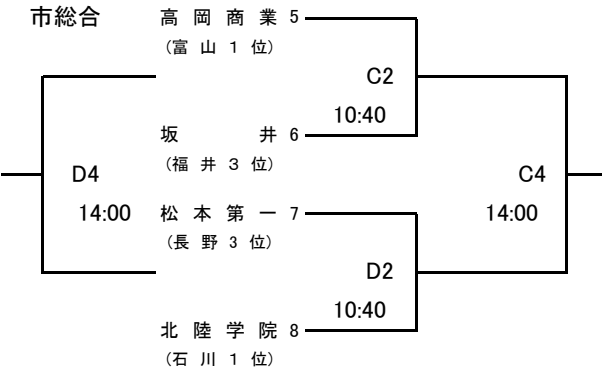 市総合
高岡商業 5
（富山１位）
C2
10:40
坂井 6
（福井３位）
D4
14:00
C4
14:00
松本第一 7
（長野３位）
D2
10:40
北陸学院 8
（石川１位）